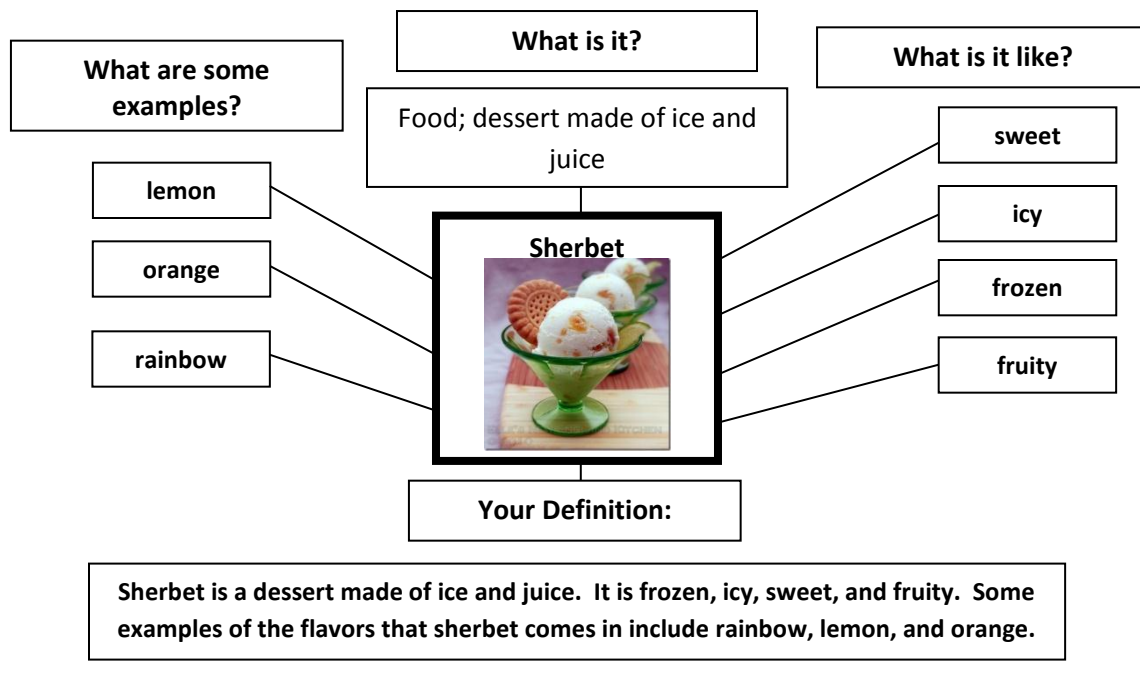 What is it?
What are some
examples?
What is it like?
Food; dessert made of ice and
juice
lemon
orange
rainbow
Sherbet
sweet
icy
frozen
fruity
Your Definition:
Sherbet is a dessert made of ice and juice.  It is frozen, icy, sweet, and fruity.  Some
examples of the flavors that sherbet comes in include rainbow, lemon, and orange.